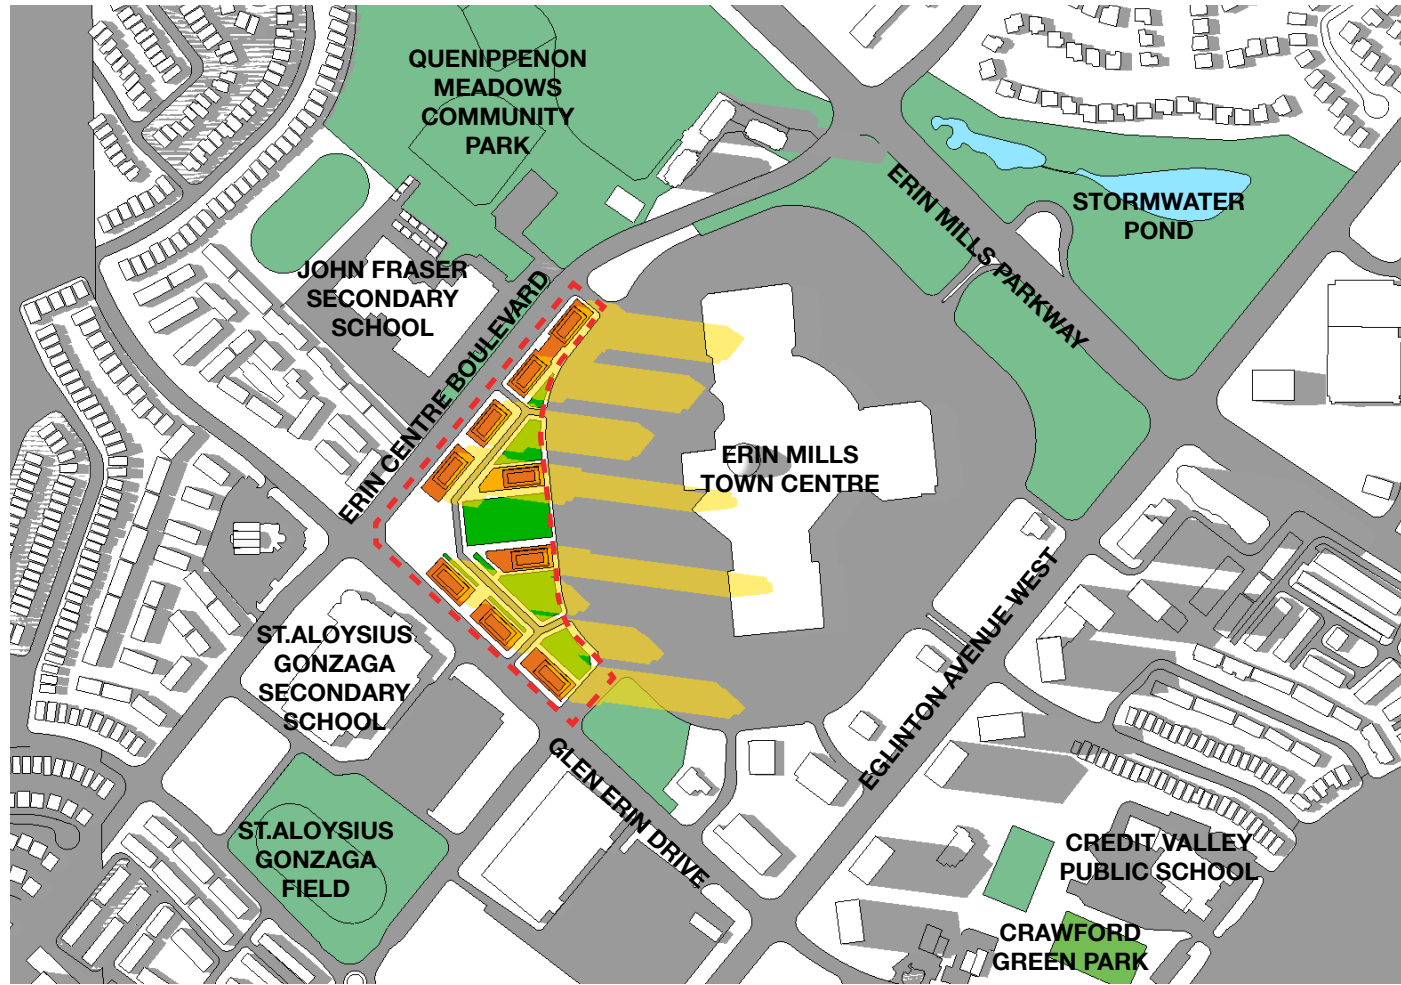 QUENIPPENON
MEADOWS
COMMUNITY
PARK
ERIN MILLS PARKWAY
STORMWATER
POND
JOHN FRASER
SECONDARY
SCHOOL
ERIN CENTRE BOULEVARD
ERIN MILLS
TOWN CENTRE
EGLINTON AVENUE WEST
ST.ALOYSIUS
GONZAGA
SECONDARY
SCHOOL
GLEN ERIN DRIVE
ST.ALOYSIUS
GONZAGA
FIELD
CREDIT VALLEY
PUBLIC SCHOOL
CRAWFORD
GREEN PARK